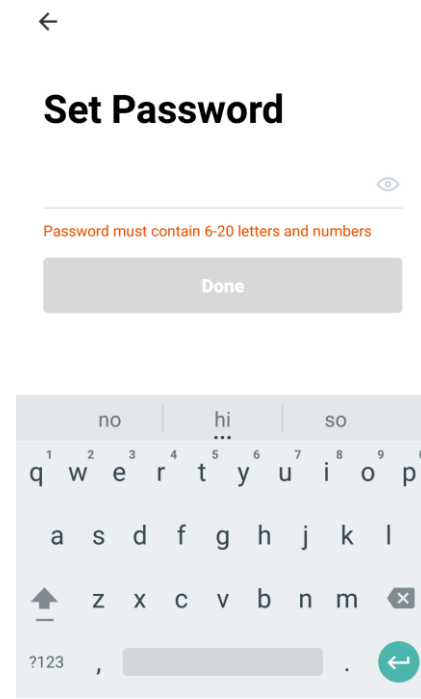 Set Password
Password must contain 6-20 letters and numbers
Done
no hi so
1 2 3 4 5 6 7 8 9
q w e r t y u i o p
a s d f g h j k l
z x c v b n m
?123 , .